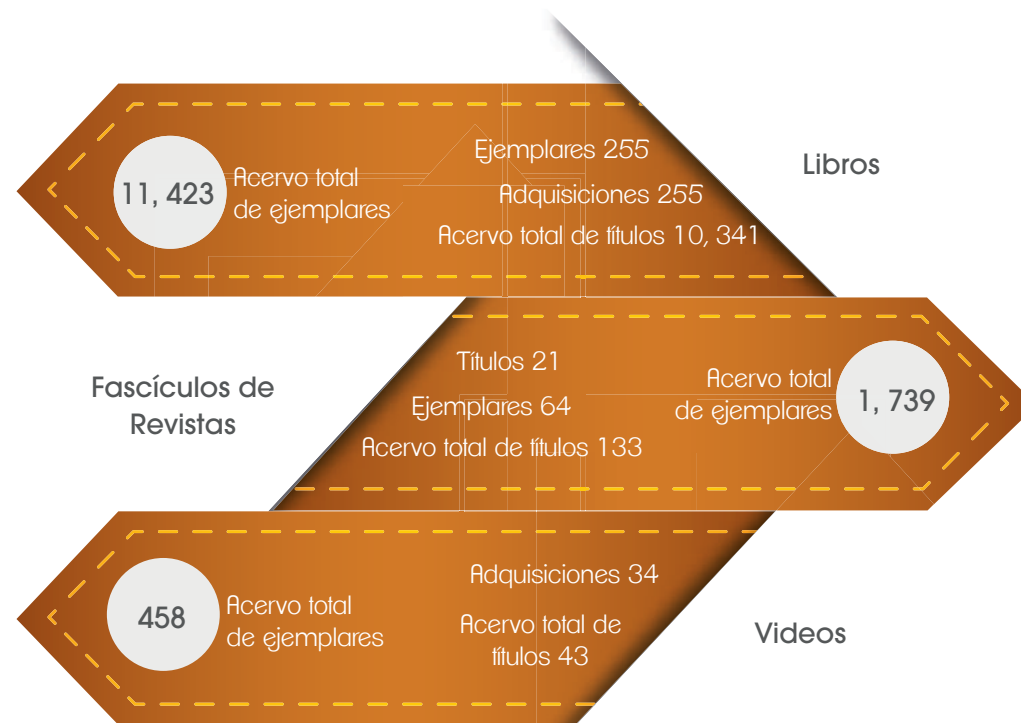 Ejemplares 255
Libros
11, 423
Acervo total
de ejemplares
Adquisiciones 255
Acervo total de títulos 10, 341
Títulos 21
Fascículos de
Revistas
Ejemplares 64
Acervo total
de ejemplares
1, 739
Acervo total de títulos 133
Adquisiciones 34
458
Acervo total
de ejemplares
Acervo total de
títulos 43
Videos